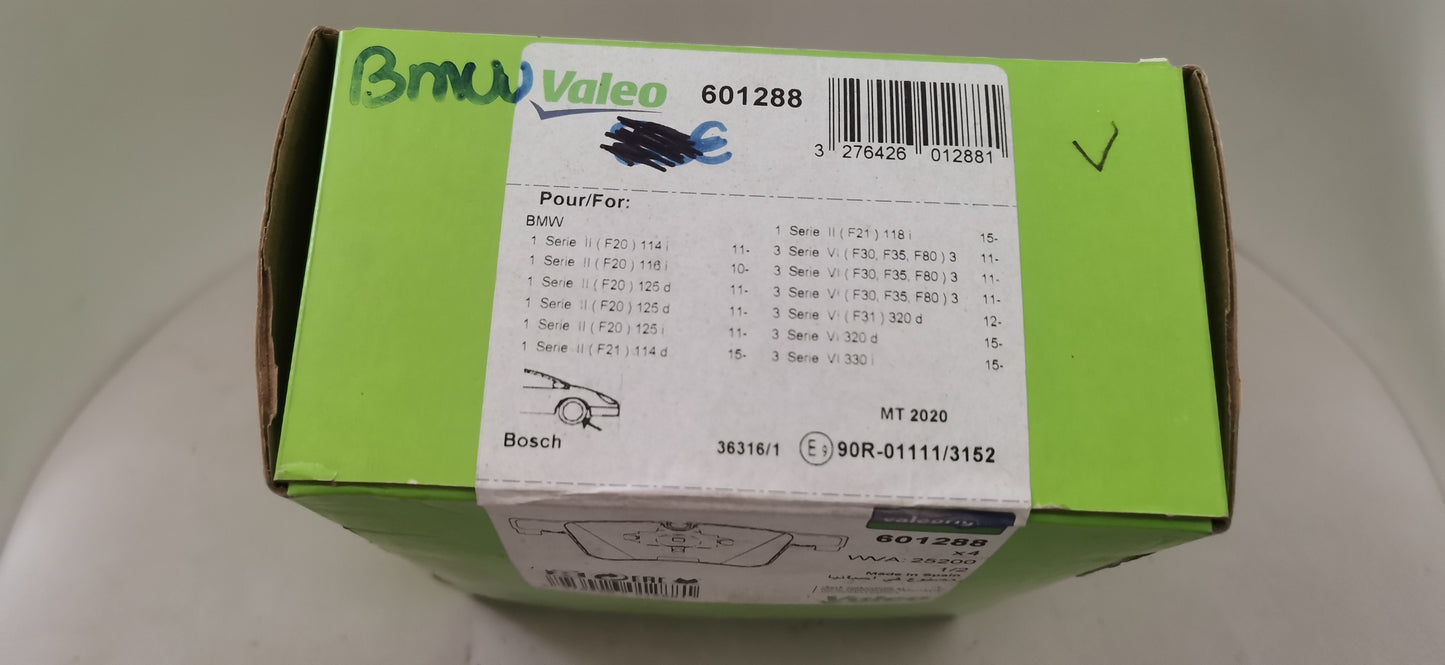 BMW Valeo 601288
€
3 276426 012881
Pour/For:
BMW
1 Serie II ( F20 ) 114 i 11-
1 Serie II ( F20 ) 116 i 10-
1 Serie II ( F20 ) 125 d 11-
1 Serie II ( F20 ) 125 d 11-
1 Serie II ( F20 ) 125 i 11-
1 Serie II ( F21 ) 114 d 15-
1 Serie II ( F21 ) 118 i 15-
3 Serie VI ( F30, F35, F80 ) 3 11-
3 Serie VI ( F30, F35, F80 ) 3 11-
3 Serie VI ( F30, F35, F80 ) 3 11-
3 Serie VI ( F31 ) 320 d 12-
3 Serie VI 320 d 15-
3 Serie VI 330 i 15-
MT 2020
Bosch
36316/1 E9 90R-01111/3152
601288
x4
WVA: 25200
1/2
Made in Spain
Valeo